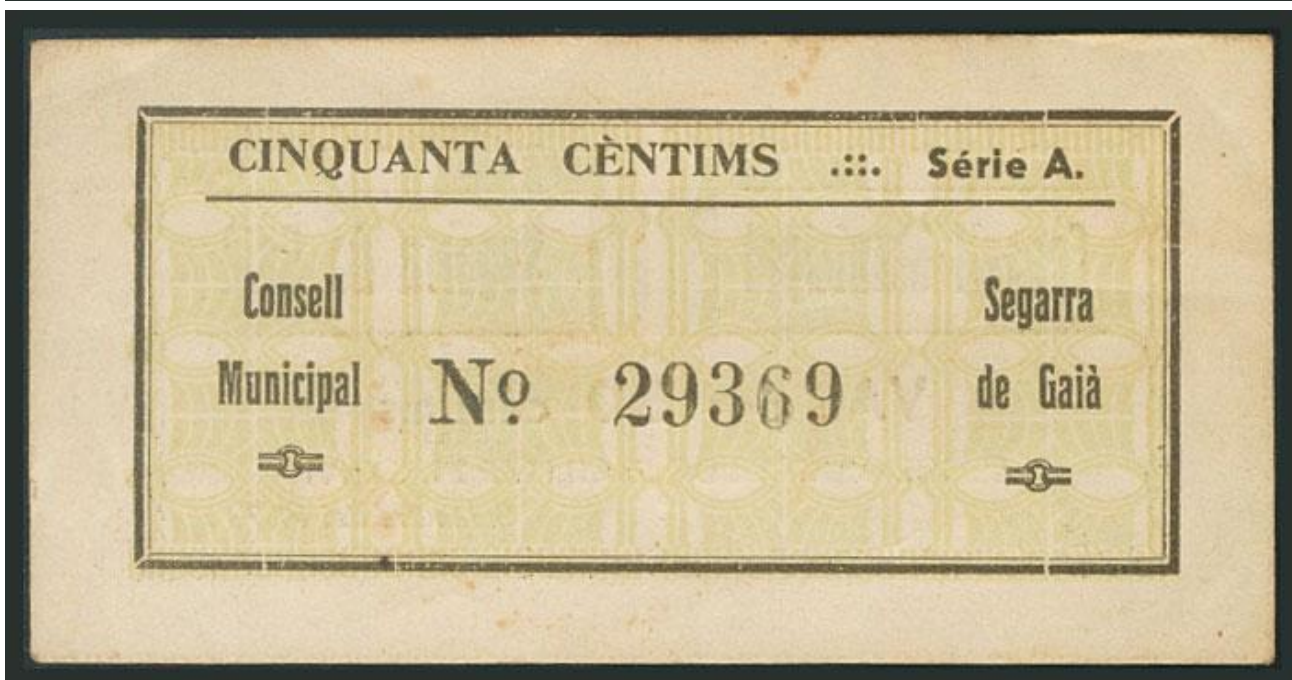 CINQUANTA CÈNTIMS .::. Série A.
Consell
Municipal
Nº 29369
Segarra
de Gaià